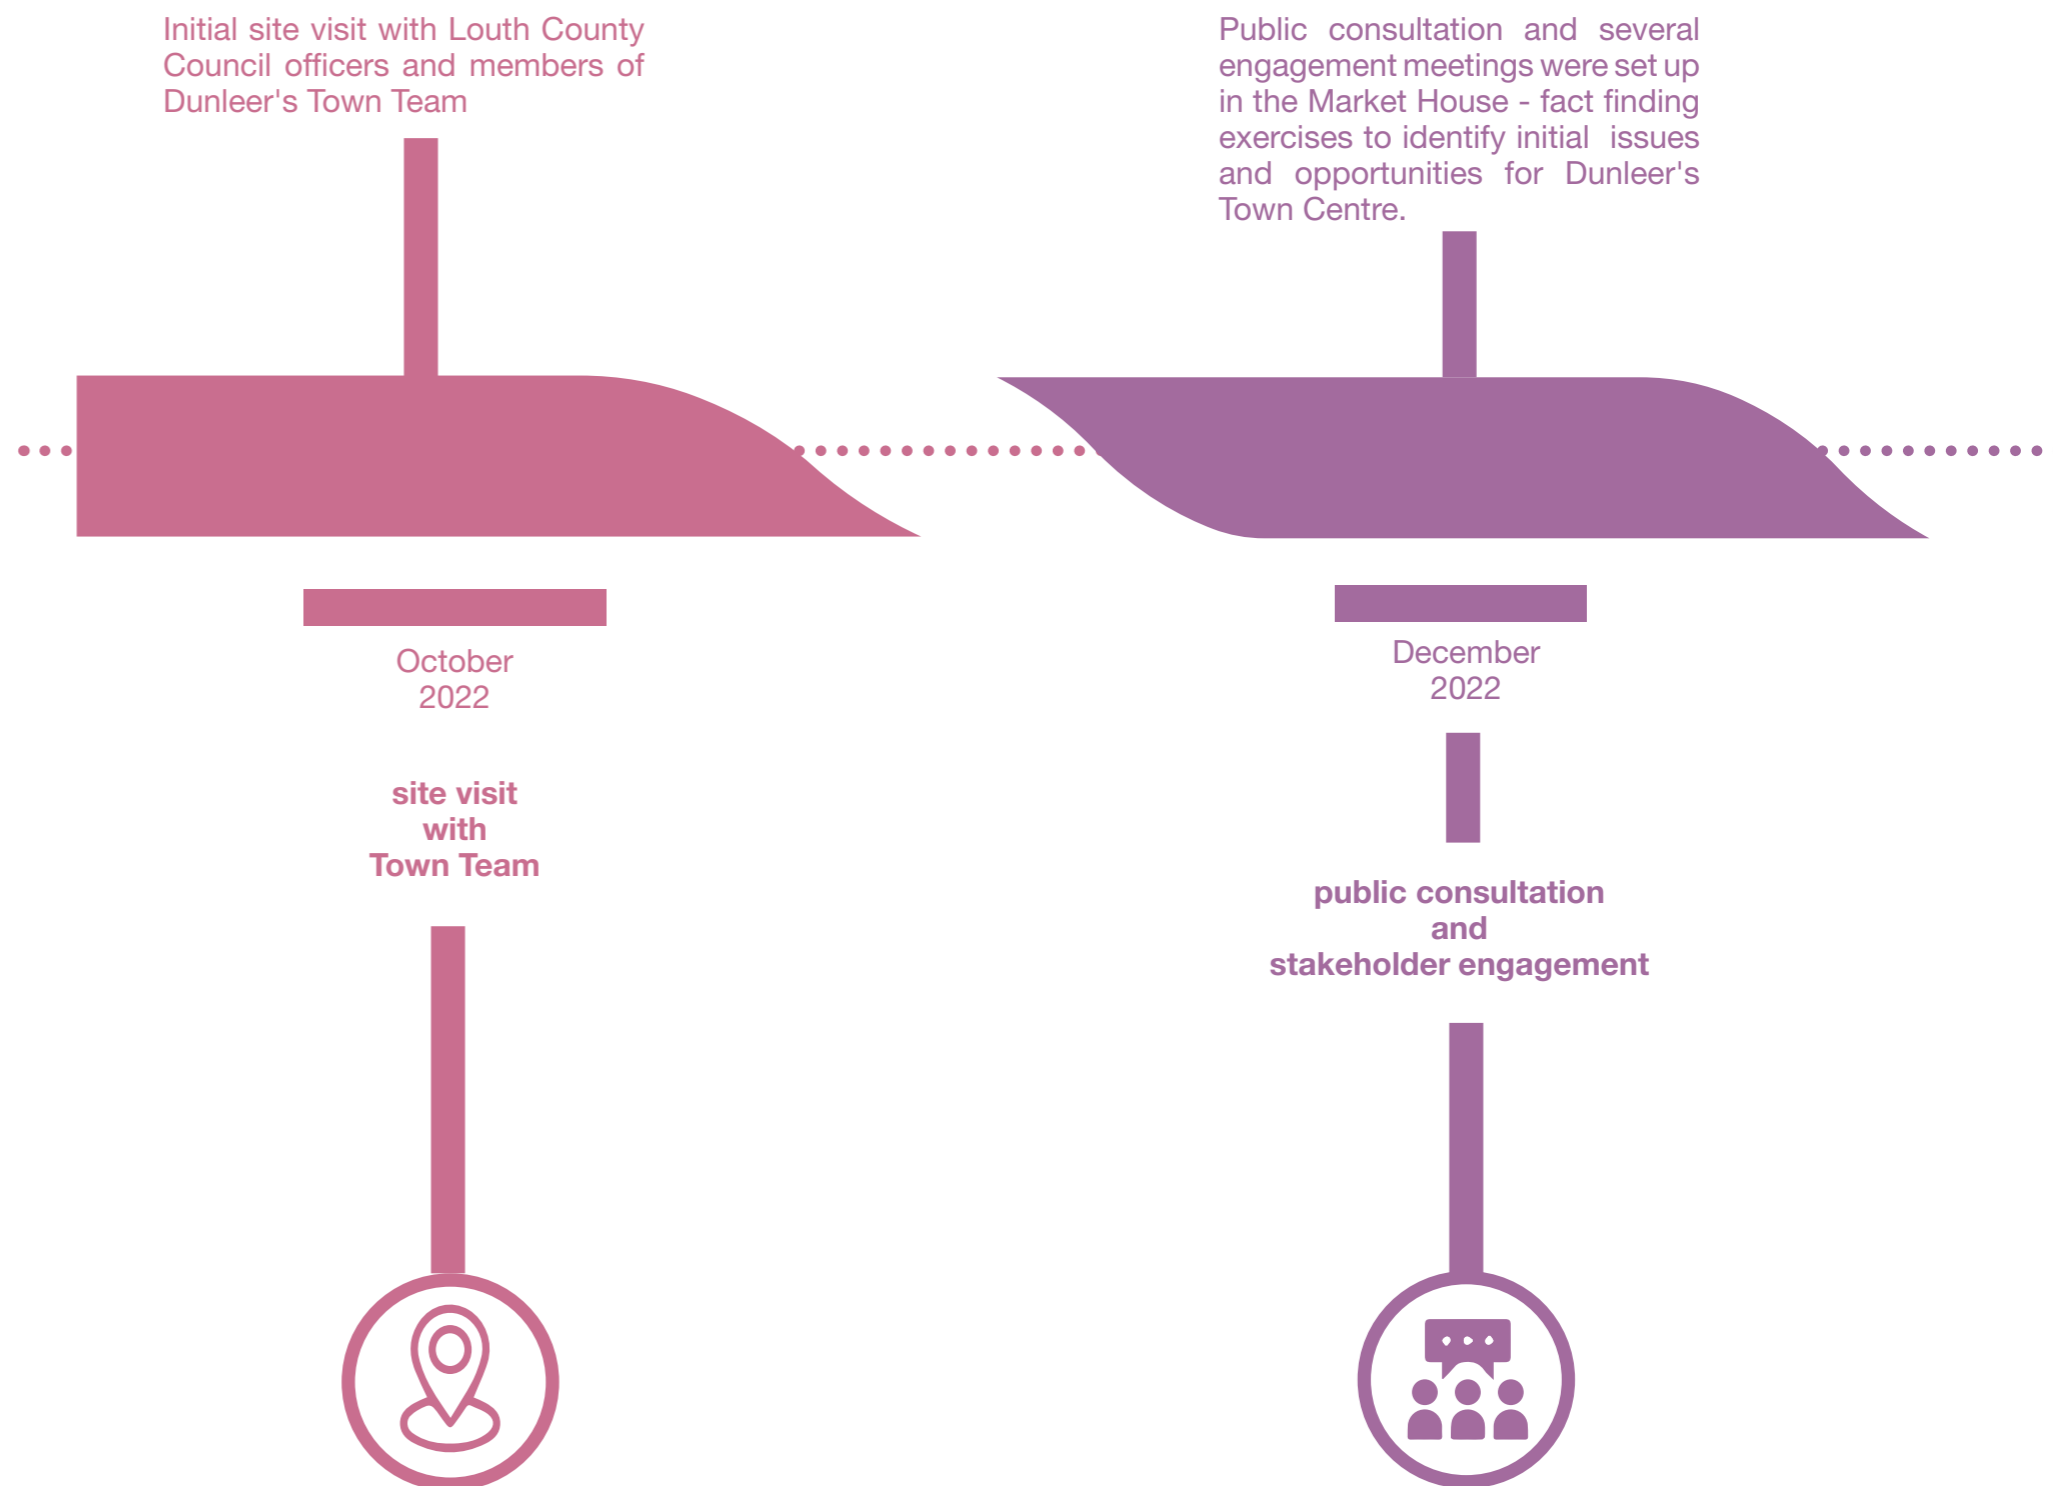 Initial site visit with Louth County
Council officers and members of
Dunleer's Town Team
October
2022
site visit
with
Town Team
Public consultation and several
engagement meetings were set up
in the Market House - fact finding
exercises to identify initial issues
and opportunities for Dunleer's
Town Centre.
December
2022
public consultation
and
stakeholder engagement